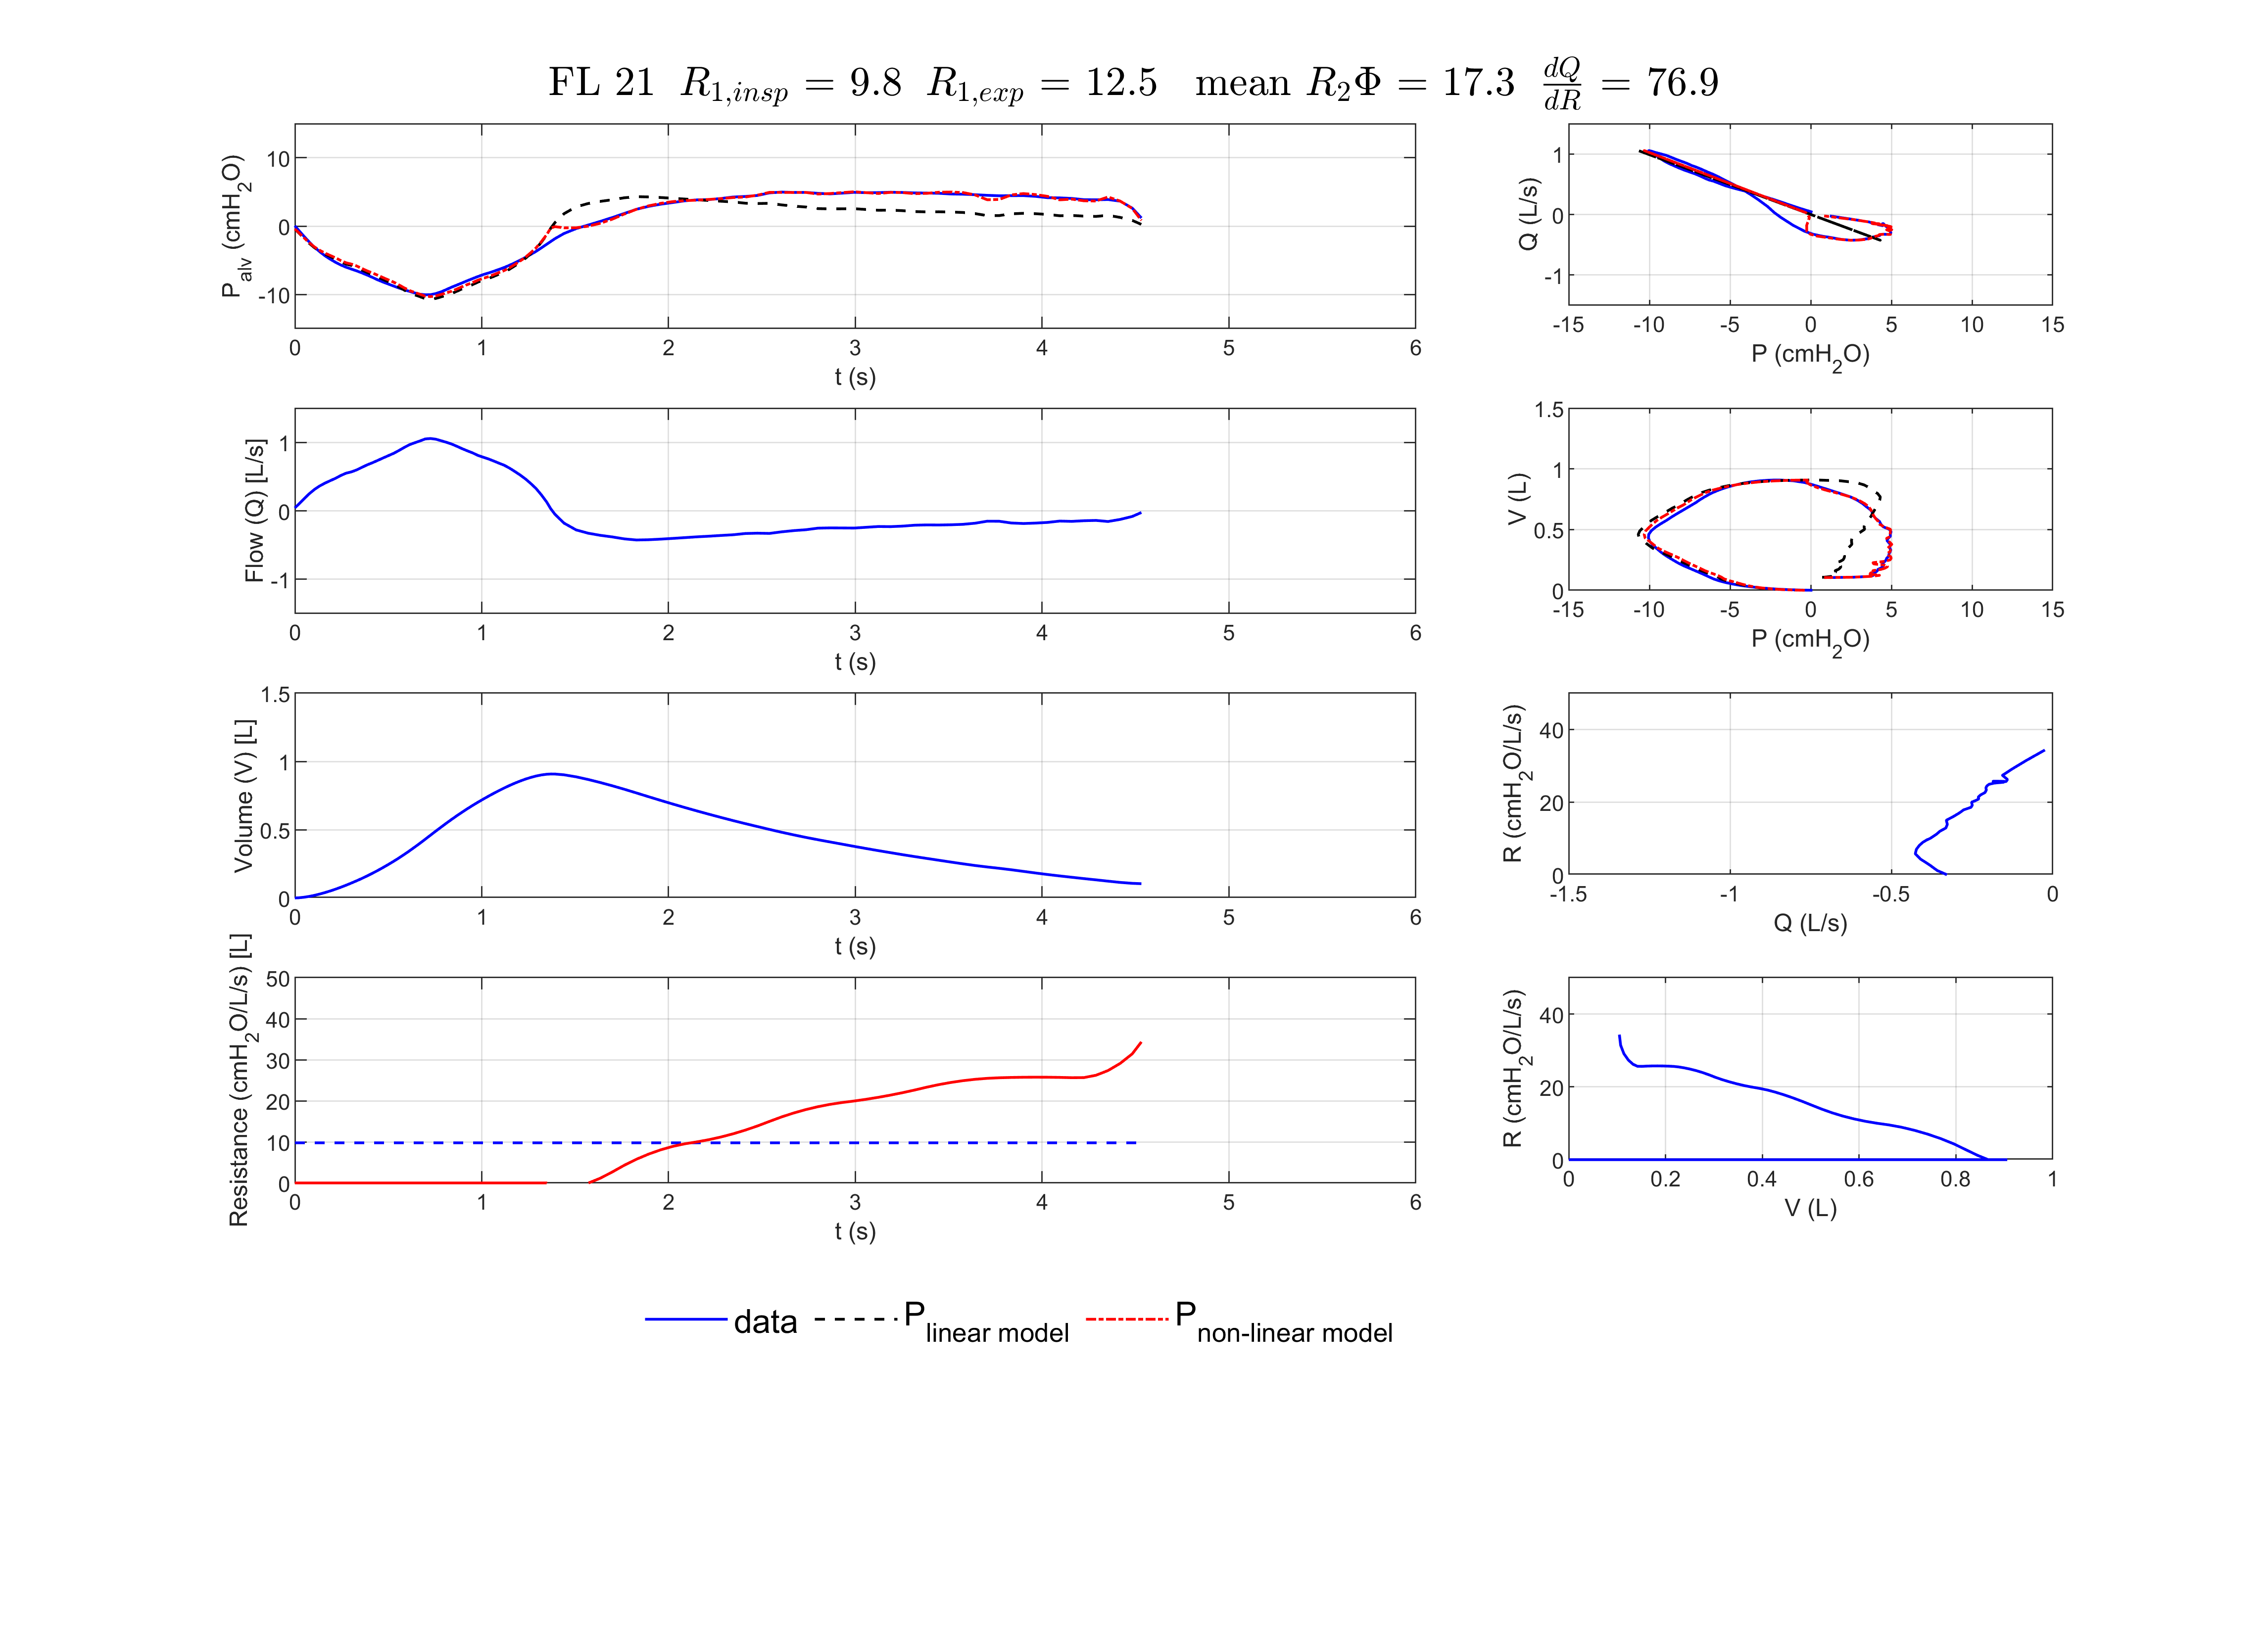 FL 21 R1,insp = 9.8 R1,exp = 12.5 mean R2Φ = 17.3 dQ/dR = 76.9
Palv (cmH2O)
10
0
-10
0 1 2 3 4 5 6
t (s)
Q (L/s)
1
0
-1
-15 -10 -5 0 5 10 15
P (cmH2O)
Flow (Q) [L/s]
1
0
-1
0 1 2 3 4 5 6
t (s)
V (L)
1.5
1
0.5
0
-15 -10 -5 0 5 10 15
P (cmH2O)
Volume (V) [L]
1.5
1
0.5
0
0 1 2 3 4 5 6
t (s)
R (cmH2O/L/s)
40
20
0
-1.5 -1 -0.5 0
Q (L/s)
Resistance (cmH2O/L/s) [L]
50
40
30
20
10
0
0 1 2 3 4 5 6
t (s)
R (cmH2O/L/s)
40
20
0
0 0.2 0.4 0.6 0.8 1
V (L)
data Plinear model Pnon-linear model